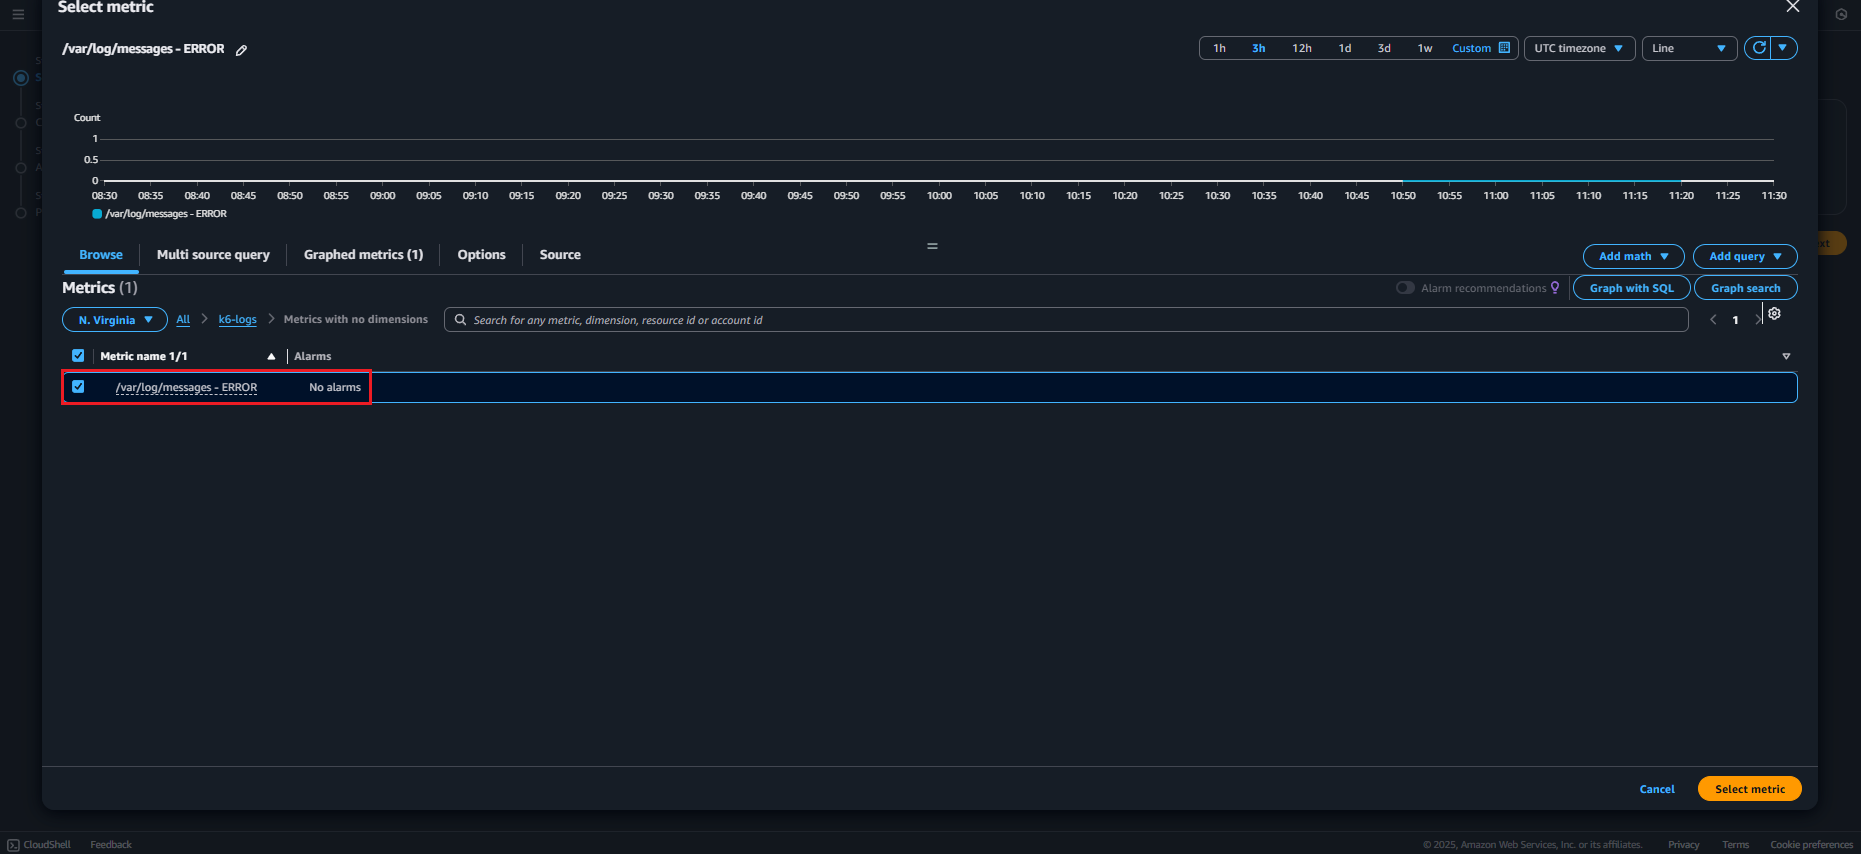 Select metric
/var/log/messages - ERROR
1h 3h 12h 1d 3d 1w Custom UTC timezone Line
Count
1
0.5
0
08:30 08:35 08:40 08:45 08:50 08:55 09:00 09:05 09:10 09:15 09:20 09:25 09:30 09:35 09:40 09:45 09:50 09:55 10:00 10:05 10:10 10:15 10:20 10:25 10:30 10:35 10:40 10:45 10:50 10:55 11:00 11:05 11:10 11:15 11:20 11:25 11:30
/var/log/messages - ERROR
Browse Multi source query Graphed metrics (1) Options Source = Add math Add query
Metrics (1) Alarm recommendations Graph with SQL Graph search
N. Virginia All k6-logs Metrics with no dimensions Search for any metric, dimension, resource id or account id 1
Metric name 1/1 Alarms
/var/log/messages - ERROR No alarms
Cancel Select metric
CloudShell Feedback © 2025, Amazon Web Services, Inc. or its affiliates. Privacy Terms Cookie preferences